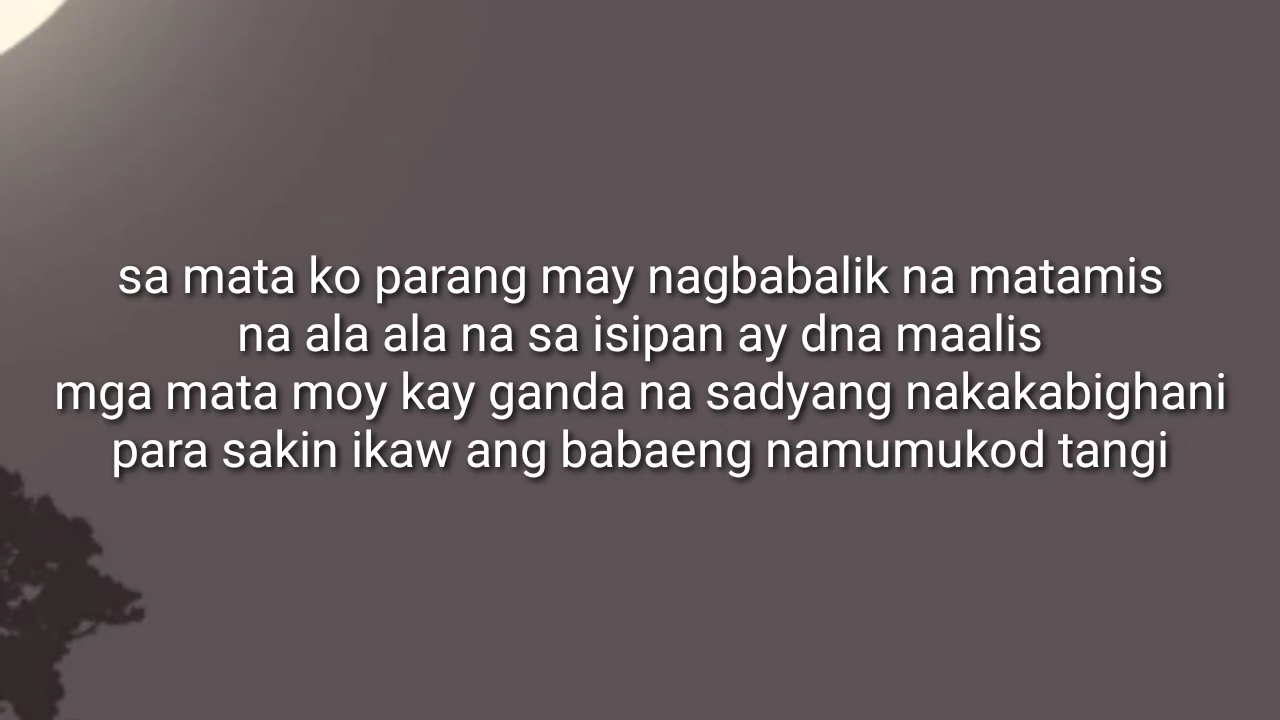 sa mata ko parang may nagbabalik na matamis
na ala ala na sa isipan ay dna maalis
mga mata moy kay ganda na sadyang nakakabighani
para sakin ikaw ang babaeng namumukod tangi